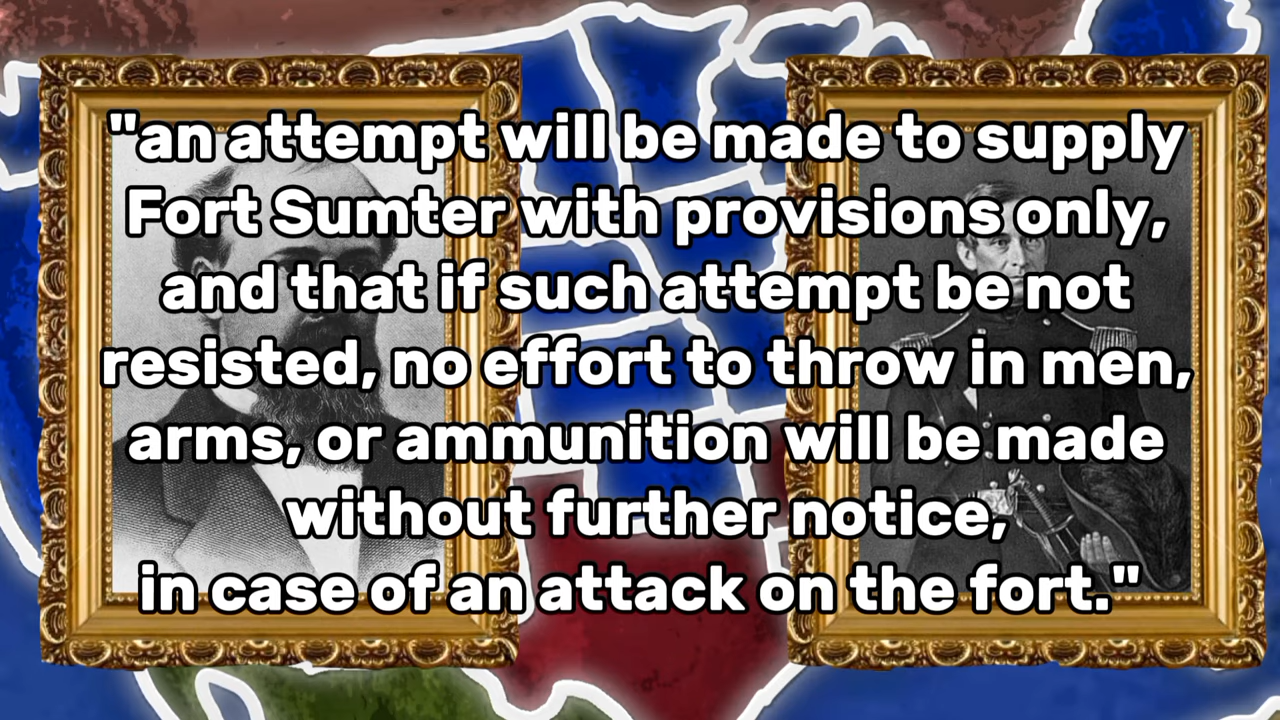 "an attempt will be made to supply
Fort Sumter with provisions only,
and that if such attempt be not
resisted, no effort to throw in men,
arms, or ammunition will be made
without further notice,
in case of an attack on the fort."